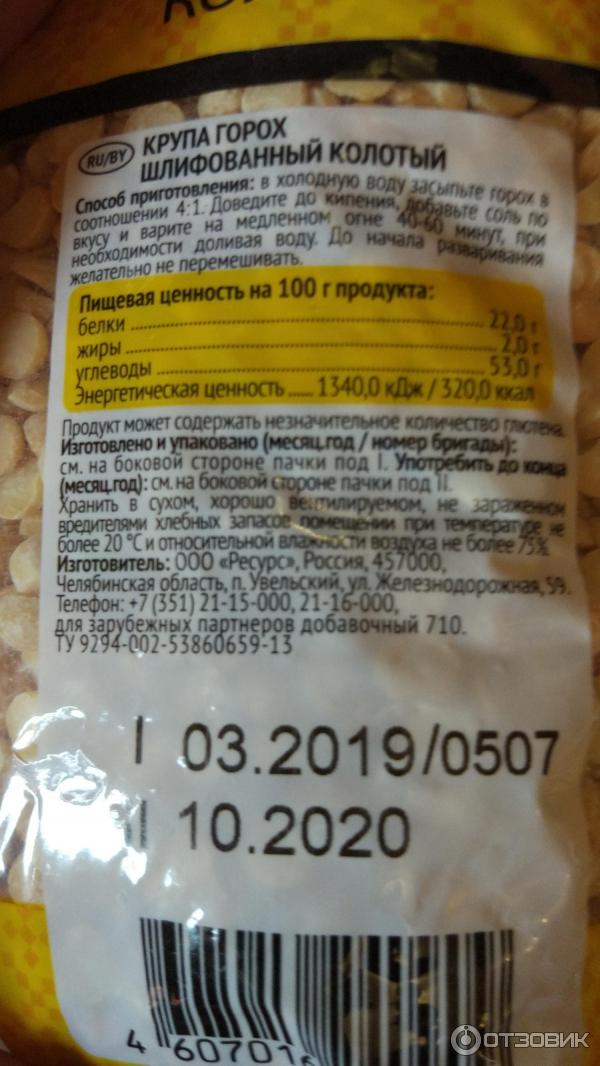 RU/BY
КРУПА ГОРОХ
ШЛИФОВАННЫЙ КОЛОТЫЙ
Способ приготовления: в холодную воду засыпьте горох в
соотношении 4:1. Доведите до кипения, добавьте соль по
вкусу и варите на медленном огне 40-60 минут, при
необходимости доливая воду. До начала разваривания
желательно не перемешивать.
Пищевая ценность на 100 г продукта:
белки ........ 22,0 г
жиры ........ 2,0 г
углеводы ........ 53,0 г
Энергетическая ценность ...... 1340,0 кДж / 320,0 ккал
Продукт может содержать незначительное количество глютена.
Изготовлено и упаковано (месяц.год / номер бригады):
см. на боковой стороне пачки под I. Употребить до конца
(месяц.год): см. на боковой стороне пачки под II.
Хранить в сухом, хорошо вентилируемом, не зараженном
вредителями хлебных запасов помещении при температуре не
более 20 °С и относительной влажности воздуха не более 75%.
Изготовитель: ООО «Ресурс», Россия, 457000,
Челябинская область, п. Увельский, ул. Железнодорожная, 59.
Телефон: +7 (351) 21-15-000, 21-16-000,
для зарубежных партнеров добавочный 710.
ТУ 9294-002-53860659-13
I 03.2019/0507
10.2020
4 607016
ОТЗОВИК